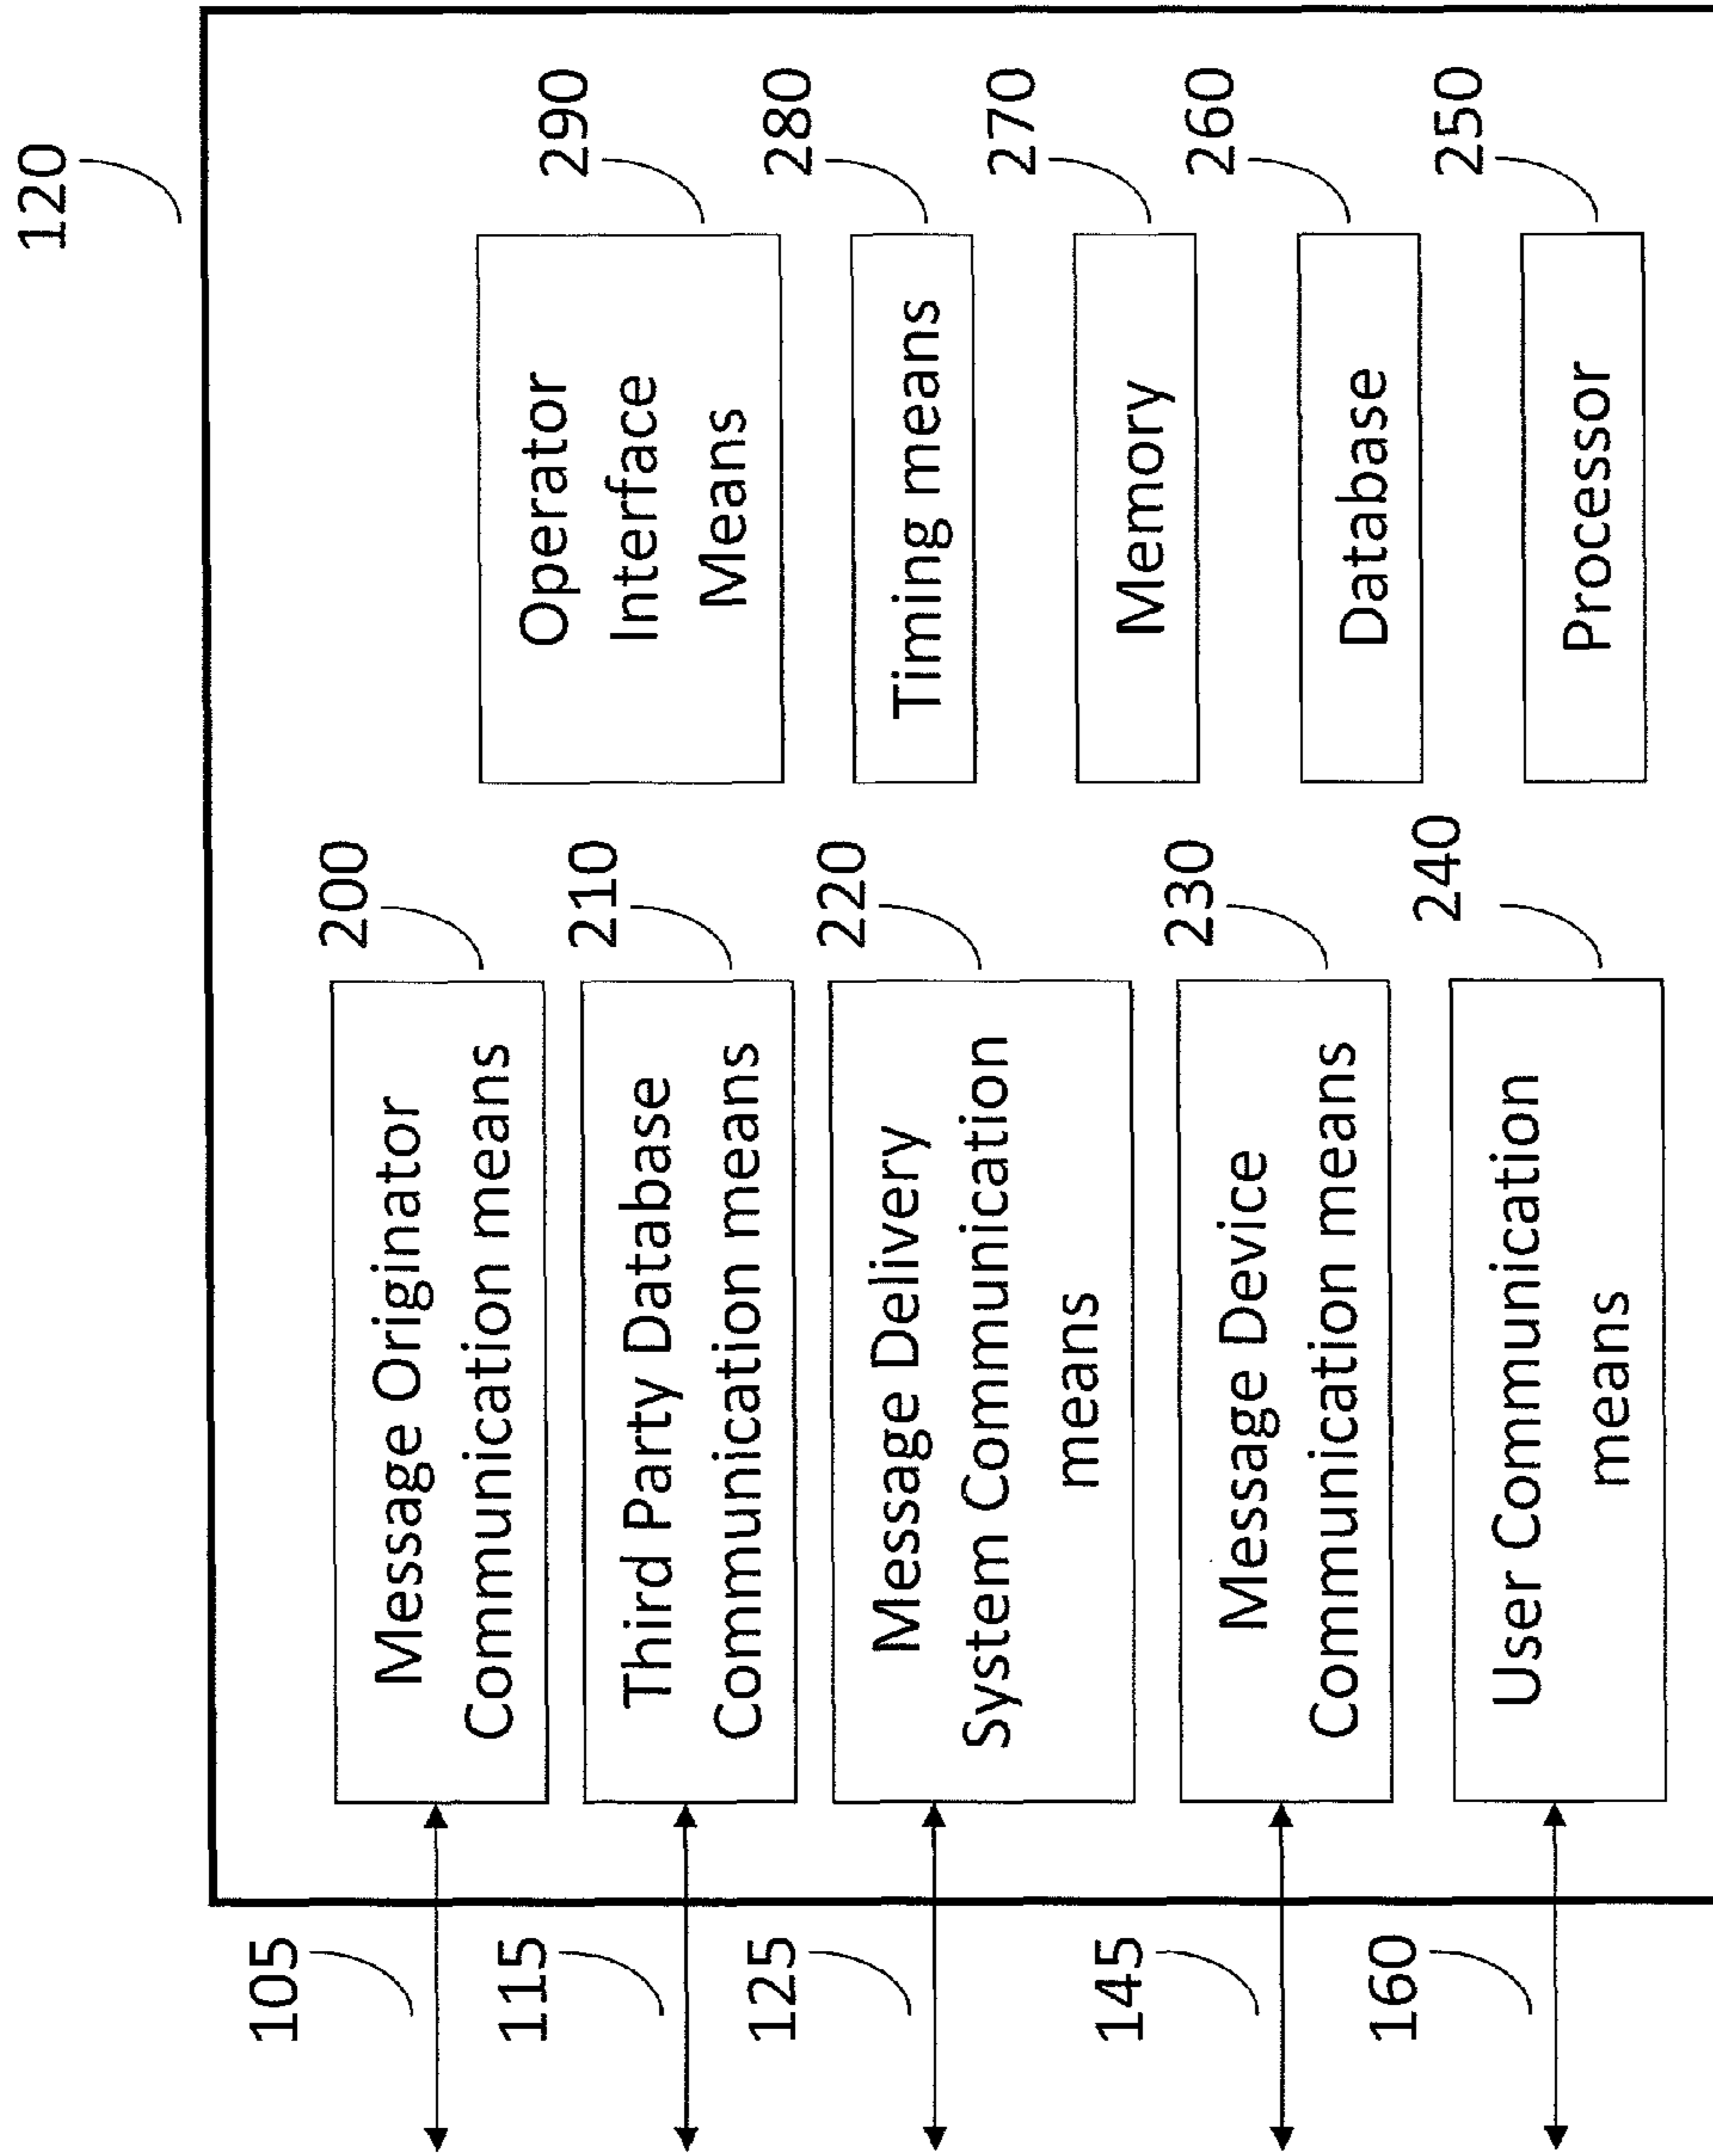 120
105
Message Originator
Communication means
200
115
Third Party Database
Communication means
210
125
Message Delivery
System Communication
means
220
145
Message Device
Communication means
230
160
User Communication
means
240
Operator
Interface
Means
290
Timing means
280
Memory
270
Database
260
Processor
250